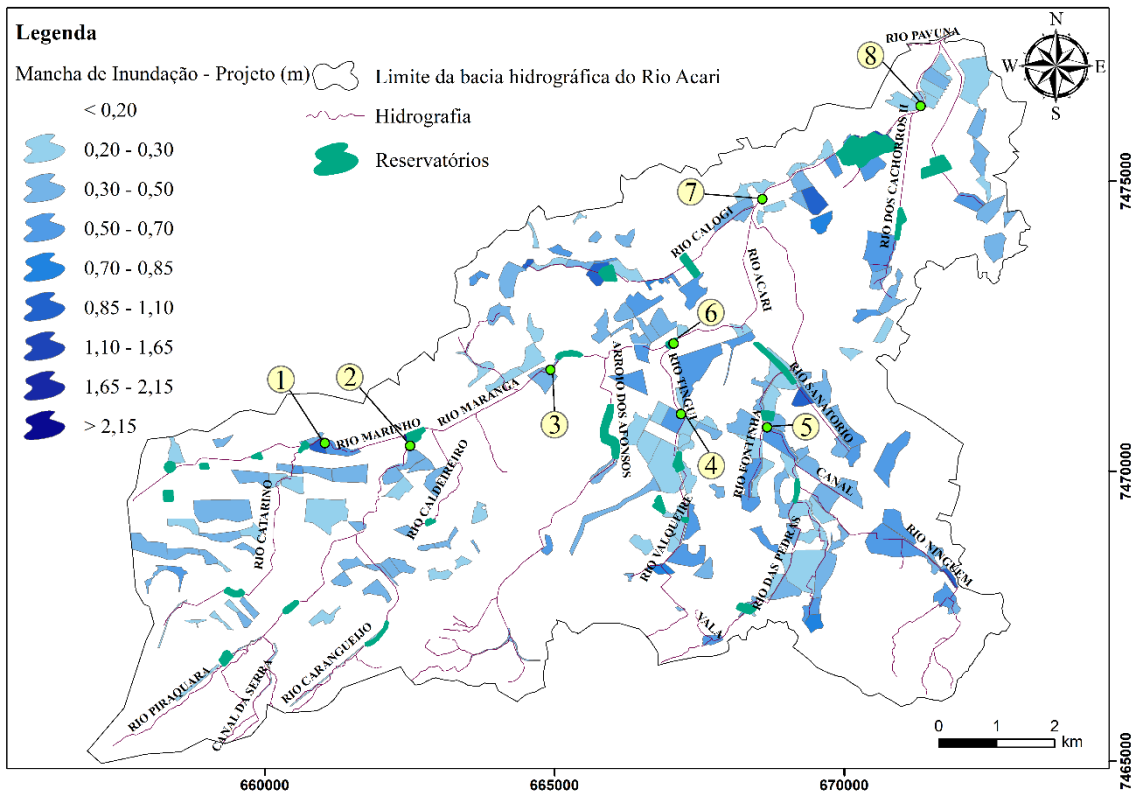 Legenda
Mancha de Inundação - Projeto (m)
< 0,20
0,20 - 0,30
0,30 - 0,50
0,50 - 0,70
0,70 - 0,85
0,85 - 1,10
1,10 - 1,65
1,65 - 2,15
> 2,15
Limite da bacia hidrográfica do Rio Acari
Hidrografia
Reservatórios
N
W
E
S
RIO PAVUNA
8
RIO DOS CACHORROS II
7
RIO CALOGI
RIO ACARI
6
RIO TINGUI
ARROIO DOS AFONSOS
RIO SANATÓRIO
1
2
RIO MARINHO
RIO MARANGA
3
4
5
RIO FONTINHA
CANAL
RIO CATARINO
RIO CALDEIREIRO
RIO VALQUEIRE
RIO DAS PEDRAS
RIO NINGUÉM
VALA
RIO PIRAQUARA
CANAL DA SERRA
RIO CARANGUEIJO
0 1 2
km
660000
665000
670000
7475000
7470000
7465000